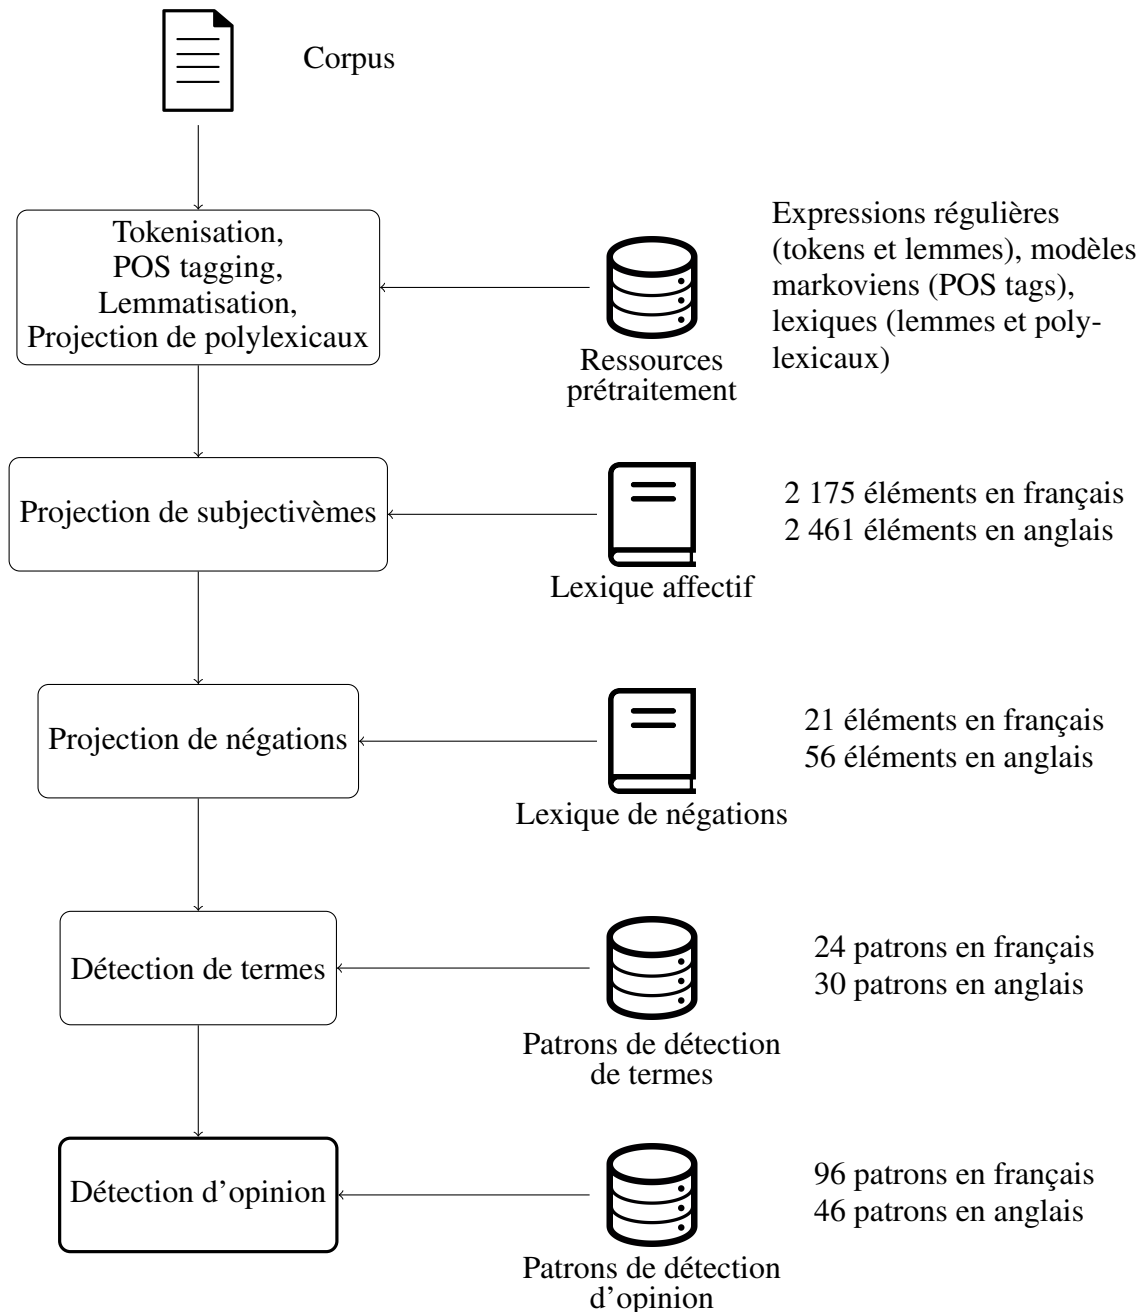 Corpus
Tokenisation,
POS tagging,
Lemmatisation,
Projection de polylexicaux
Ressources
prétraitement
Expressions régulières
(tokens et lemmes), modèles
markoviens (POS tags),
lexiques (lemmes et poly-
lexicaux)
Projection de subjectivèmes
Lexique affectif
2 175 éléments en français
2 461 éléments en anglais
Projection de négations
Lexique de négations
21 éléments en français
56 éléments en anglais
Détection de termes
Patrons de détection
de termes
24 patrons en français
30 patrons en anglais
Détection d’opinion
Patrons de détection
d’opinion
96 patrons en français
46 patrons en anglais